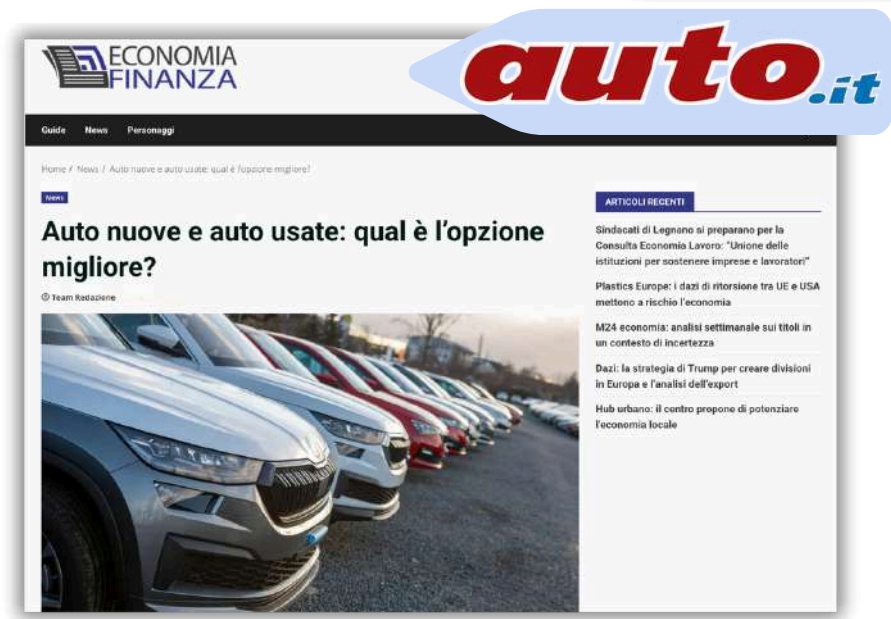 ECONOMIA
FINANZA
auto.it
Guide News Personaggi
Home / News / Auto nuove e auto usate: qual è l'opzione migliore?
News
Auto nuove e auto usate: qual è l'opzione
migliore?
Team Redazione
ARTICOLI RECENTI
Sindacati di Legnano si preparano per la
Consulta Economia Lavoro: "Unione delle
istituzioni per sostenere imprese e lavoratori"
Plastics Europe: i dazi di ritorsione tra UE e USA
mettono a rischio l'economia
M24 economia: analisi settimanale sui titoli in
un contesto di incertezza
Dazi: la strategia di Trump per creare divisioni
in Europa e l'analisi dell'export
Hub urbano: il centro propone di potenziare
l'economia locale